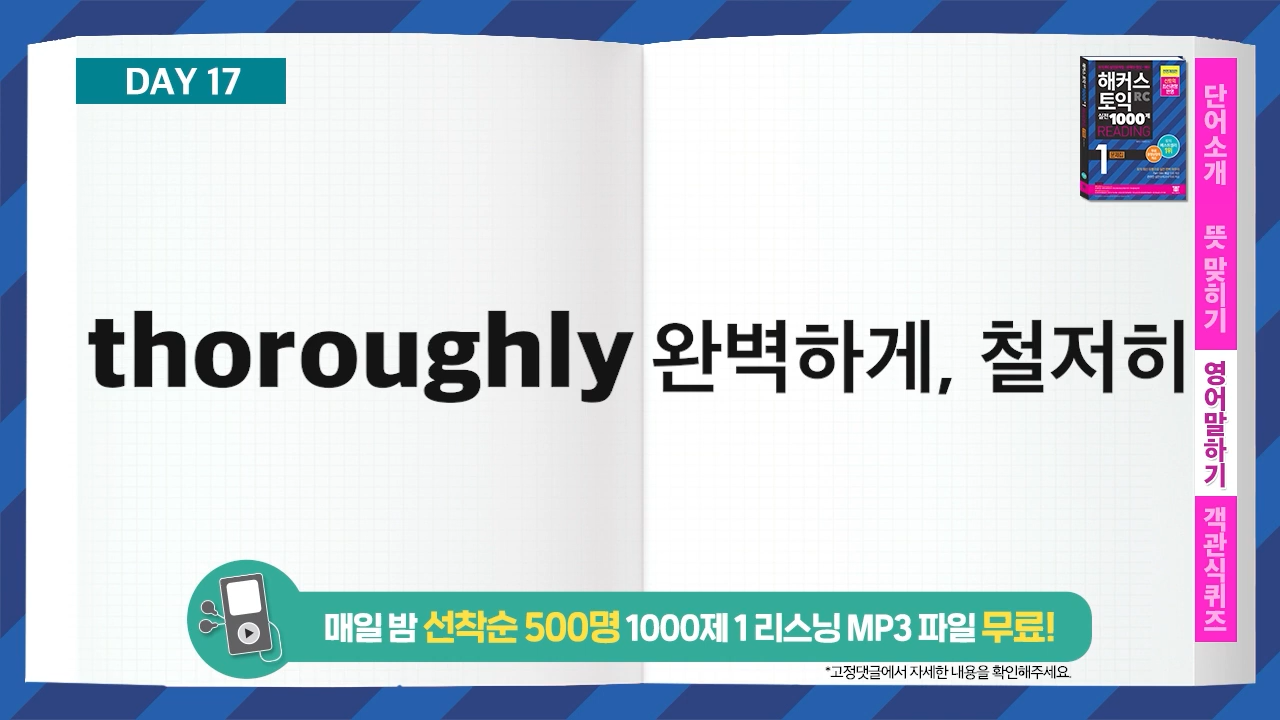 DAY 17
해커스
토익 RC
실전 1000제
READING
1 문제집
단어소개
뜻 맞히기
영어말하기
객관식퀴즈
thoroughly 완벽하게, 철저히
매일 밤 선착순 500명 1000제 1 리스닝 MP3 파일 무료!
*고정댓글에서 자세한 내용을 확인해주세요.